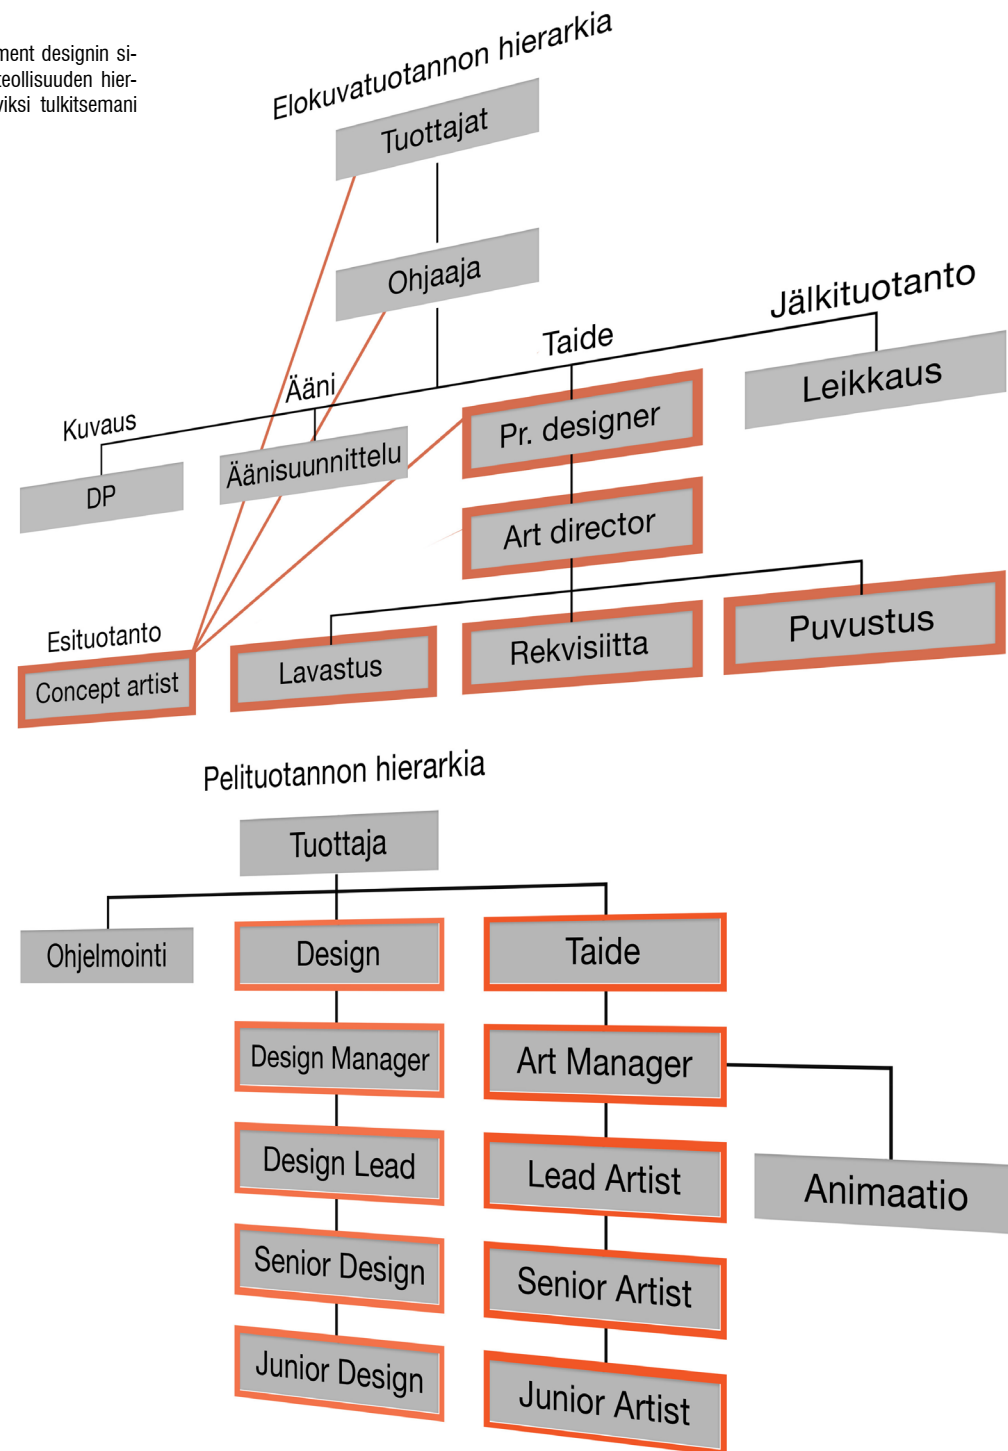 ment designin si-
teollisuuden hier-
viksi tulkitsemani
Elokuvatuotannon hierarkia
Tuottajat
Ohjaaja
Jälkituotanto
Taide
Leikkaus
Ääni
Kuvaus
Pr. designer
Äänisuunnittelu
DP
Art director
Esituotanto
Concept artist
Lavastus
Rekvisiitta
Puvustus
Pelituotannon hierarkia
Tuottaja
Ohjelmointi
Design
Taide
Design Manager
Art Manager
Design Lead
Lead Artist
Animaatio
Senior Design
Senior Artist
Junior Design
Junior Artist